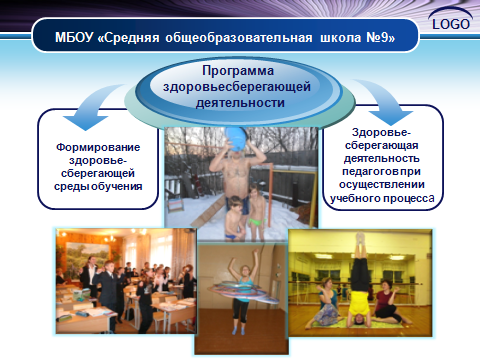 LOGO
МБОУ «Средняя общеобразовательная школа №9»
Программа
здоровьесберегающей
деятельности
Формирование
здоровье-
сберегающей
среды обучения
Здоровье-
сберегающая
деятельность
педагогов при
осуществлении
учебного процесса